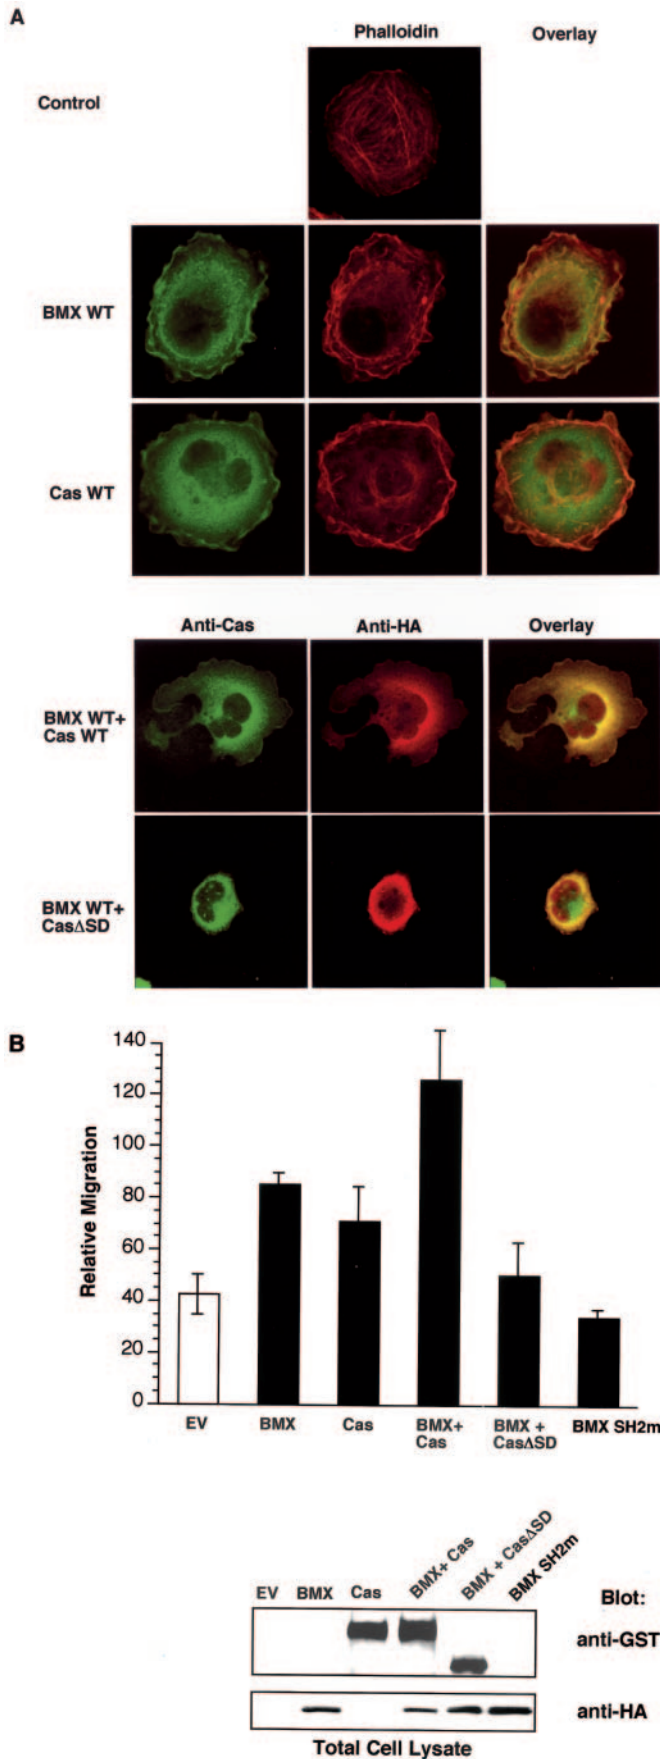 A
Phalloidin Overlay
Control
BMX WT
Cas WT
Anti-Cas Anti-HA Overlay
BMX WT+
Cas WT
BMX WT+
CasΔSD
B
140
120
100
80
60
40
20
0
Relative Migration
EV BMX Cas BMX+
Cas BMX +
CasΔSD BMX SH2m
EV BMX Cas BMX+ Cas BMX + CasΔSD BMX SH2m
Blot:
anti-GST
anti-HA
Total Cell Lysate